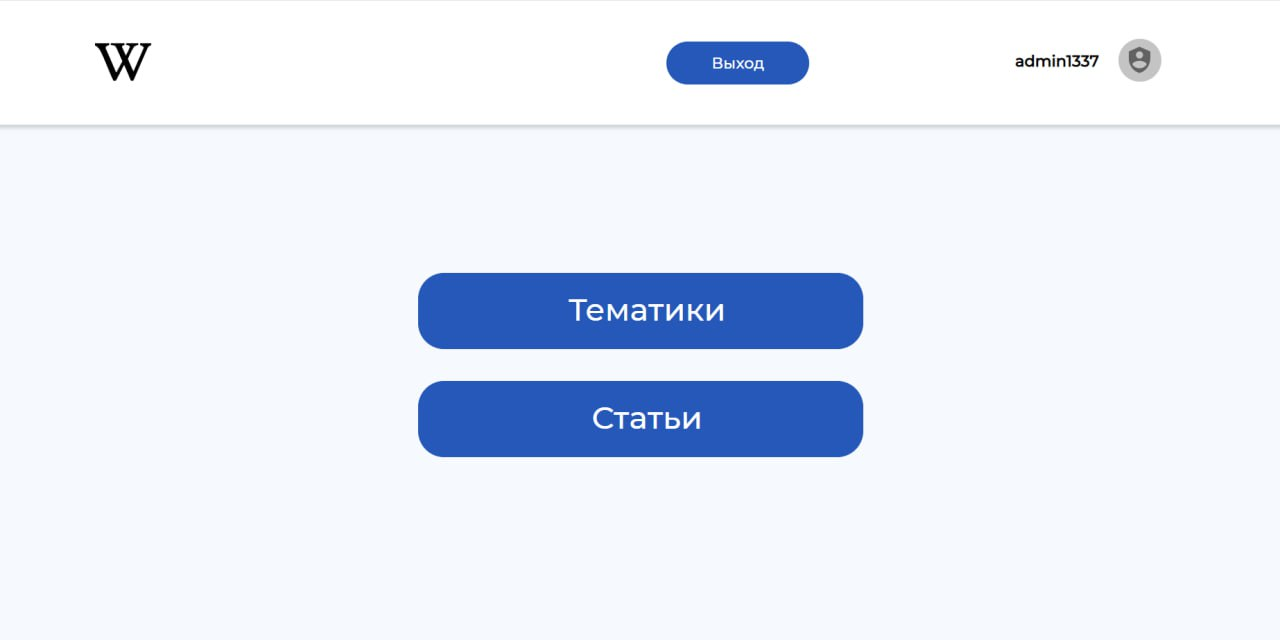 W
Выход
admin1337
Тематики
Статьи